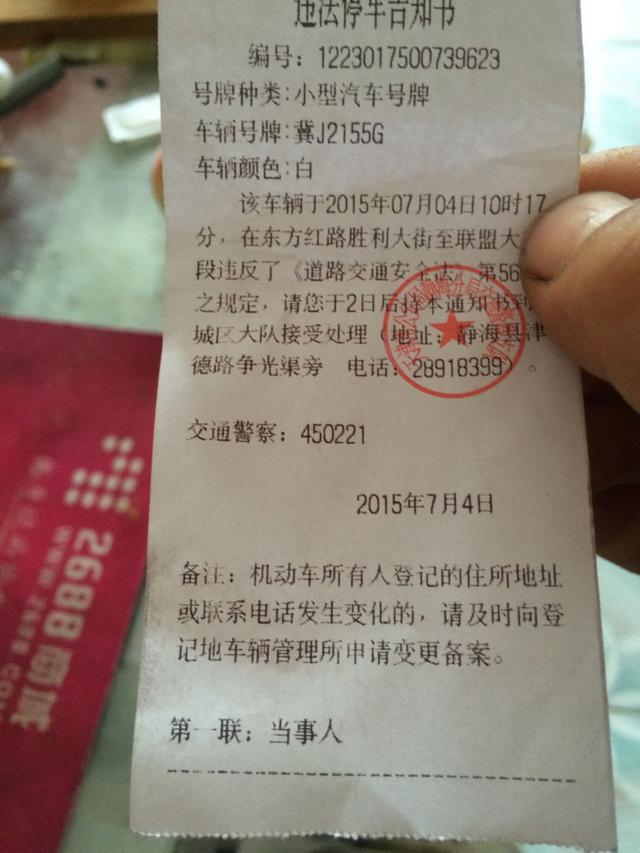 违法停车告知书
编号：1223017500739623
号牌种类:小型汽车号牌
车辆号牌:冀J2155G
车辆颜色:白
该车辆于2015年07月04日10时17
分，在东方红路胜利大街至联盟大
段违反了《道路交通安全法》第56
之规定，请您于2日后持本通知书到
城区大队接受处理（地址：静海县津
德路争光渠旁 电话：28918399）。
交通警察：450221
2015年7月4日
备注：机动车所有人登记的住所地址
或联系电话发生变化的，请及时向登
记地车辆管理所申请变更备案。
第一联：当事人
2688商城
WWW.2688.COM